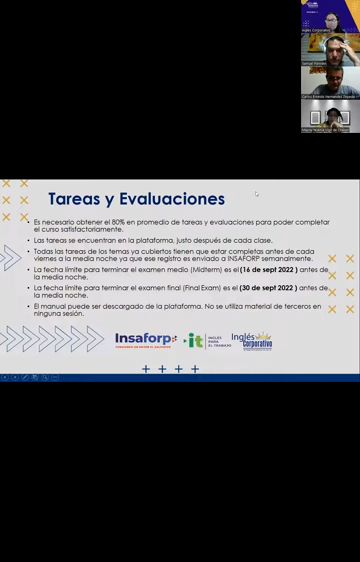 Inglés Corporativo
Tareas y Evaluaciones
• Es necesario obtener el 80% en promedio de tareas y evaluaciones para poder completar
el curso satisfactoriamente.
• Las tareas se encuentran en la plataforma, justo después de cada clase.
• Todas las tareas de los temas ya cubiertos tienen que estar completas antes de cada
viernes a la media noche ya que ese registro es enviado a INSAFORP semanalmente.
• La fecha límite para terminar el examen medio (Midterm) es el (16 de sept 2022 ) antes de
la media noche.
• La fecha límite para terminar el examen final (Final Exam) es el (30 de sept 2022 ) antes de
la media noche.
• El manual puede ser descargado de la plataforma. No se utiliza material de terceros en
ninguna sesión.
Insaforp
it
INGLÉS
PARA
EL TRABAJO
Inglés
Corporativo